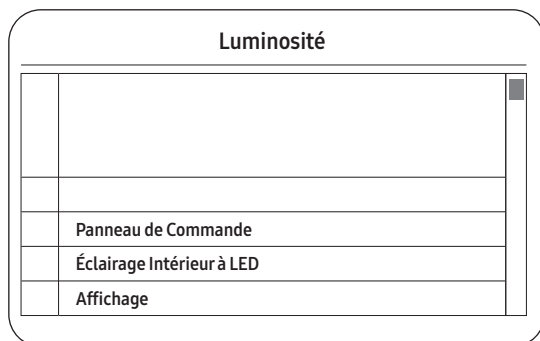 Luminosité
Panneau de Commande
Éclairage Intérieur à LED
Affichage